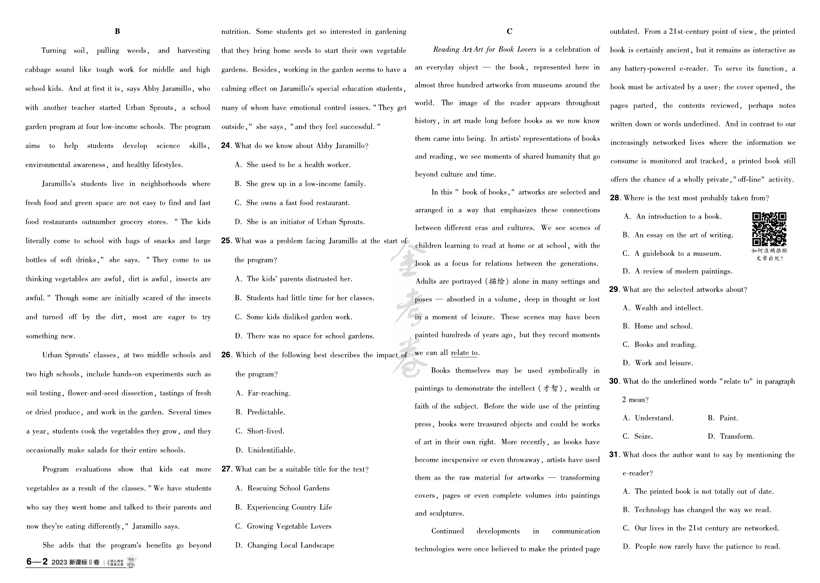 B
Turning soil, pulling weeds, and harvesting
cabbage sound like tough work for middle and high
school kids. And at first it is, says Abby Jaramillo, who
with another teacher started Urban Sprouts, a school
garden program at four low-income schools. The program
aims to help students develop science skills,
environmental awareness, and healthy lifestyles.
Jaramillo's students live in neighborhoods where
fresh food and green space are not easy to find and fast
food restaurants outnumber grocery stores. "The kids
literally come to school with bags of snacks and large
bottles of soft drinks," she says. "They come to us
thinking vegetables are awful, dirt is awful, insects are
awful." Though some are initially scared of the insects
and turned off by the dirt, most are eager to try
something new.
Urban Sprouts' classes, at two middle schools and
two high schools, include hands-on experiments such as
soil testing, flower-and-seed dissection, tastings of fresh
or dried produce, and work in the garden. Several times
a year, students cook the vegetables they grow, and they
occasionally make salads for their entire schools.
Program evaluations show that kids eat more
vegetables as a result of the classes. "We have students
who say they went home and talked to their parents and
now they're eating differently," Jaramillo says.
She adds that the program's benefits go beyond
nutrition. Some students get so interested in gardening
that they bring home seeds to start their own vegetable
gardens. Besides, working in the garden seems to have a
calming effect on Jaramillo's special education students,
many of whom have emotional control issues. "They get
outside," she says, "and they feel successful."
24. What do we know about Abby Jaramillo?
A. She used to be a health worker.
B. She grew up in a low-income family.
C. She owns a fast food restaurant.
D. She is an initiator of Urban Sprouts.
25. What was a problem facing Jaramillo at the start of
the program?
A. The kids' parents distrusted her.
B. Students had little time for her classes.
C. Some kids disliked garden work.
D. There was no space for school gardens.
26. Which of the following best describes the impact of
the program?
A. Far-reaching.
B. Predictable.
C. Short-lived.
D. Unidentifiable.
27. What can be a suitable title for the text?
A. Rescuing School Gardens
B. Experiencing Country Life
C. Growing Vegetable Lovers
D. Changing Local Landscape
C
Reading Art: Art for Book Lovers is a celebration of
an everyday object — the book, represented here in
almost three hundred artworks from museums around the
world. The image of the reader appears throughout
history, in art made long before books as we now know
them came into being. In artists' representations of books
and reading, we see moments of shared humanity that go
beyond culture and time.
In this "book of books," artworks are selected and
arranged in a way that emphasizes these connections
between different eras and cultures. We see scenes of
children learning to read at home or at school, with the
book as a focus for relations between the generations.
Adults are portrayed (描绘) alone in many settings and
poses — absorbed in a volume, deep in thought or lost
in a moment of leisure. These scenes may have been
painted hundreds of years ago, but they record moments
we can all relate to.
Books themselves may be used symbolically in
paintings to demonstrate the intellect (才智), wealth or
faith of the subject. Before the wide use of the printing
press, books were treasured objects and could be works
of art in their own right. More recently, as books have
become inexpensive or even throwaway, artists have used
them as the raw material for artworks — transforming
covers, pages or even complete volumes into paintings
and sculptures.
Continued developments in communication
technologies were once believed to make the printed page
outdated. From a 21st-century point of view, the printed
book is certainly ancient, but it remains as interactive as
any battery-powered e-reader. To serve its function, a
book must be activated by a user: the cover opened, the
pages parted, the contents reviewed, perhaps notes
written down or words underlined. And in contrast to our
increasingly networked lives where the information we
consume is monitored and tracked, a printed book still
offers the chance of a wholly private, "off-line" activity.
28. Where is the text most probably taken from?
A. An introduction to a book.
B. An essay on the art of writing.
C. A guidebook to a museum.
D. A review of modern paintings.
如何准确推断
文章出处?
29. What are the selected artworks about?
A. Wealth and intellect.
B. Home and school.
C. Books and reading.
D. Work and leisure.
30. What do the underlined words "relate to" in paragraph
2 mean?
A. Understand. B. Paint.
C. Seize. D. Transform.
31. What does the author want to say by mentioning the
e-reader?
A. The printed book is not totally out of date.
B. Technology has changed the way we read.
C. Our lives in the 21st century are networked.
D. People now rarely have the patience to read.
金考卷
6—2 2023 新课标Ⅱ卷